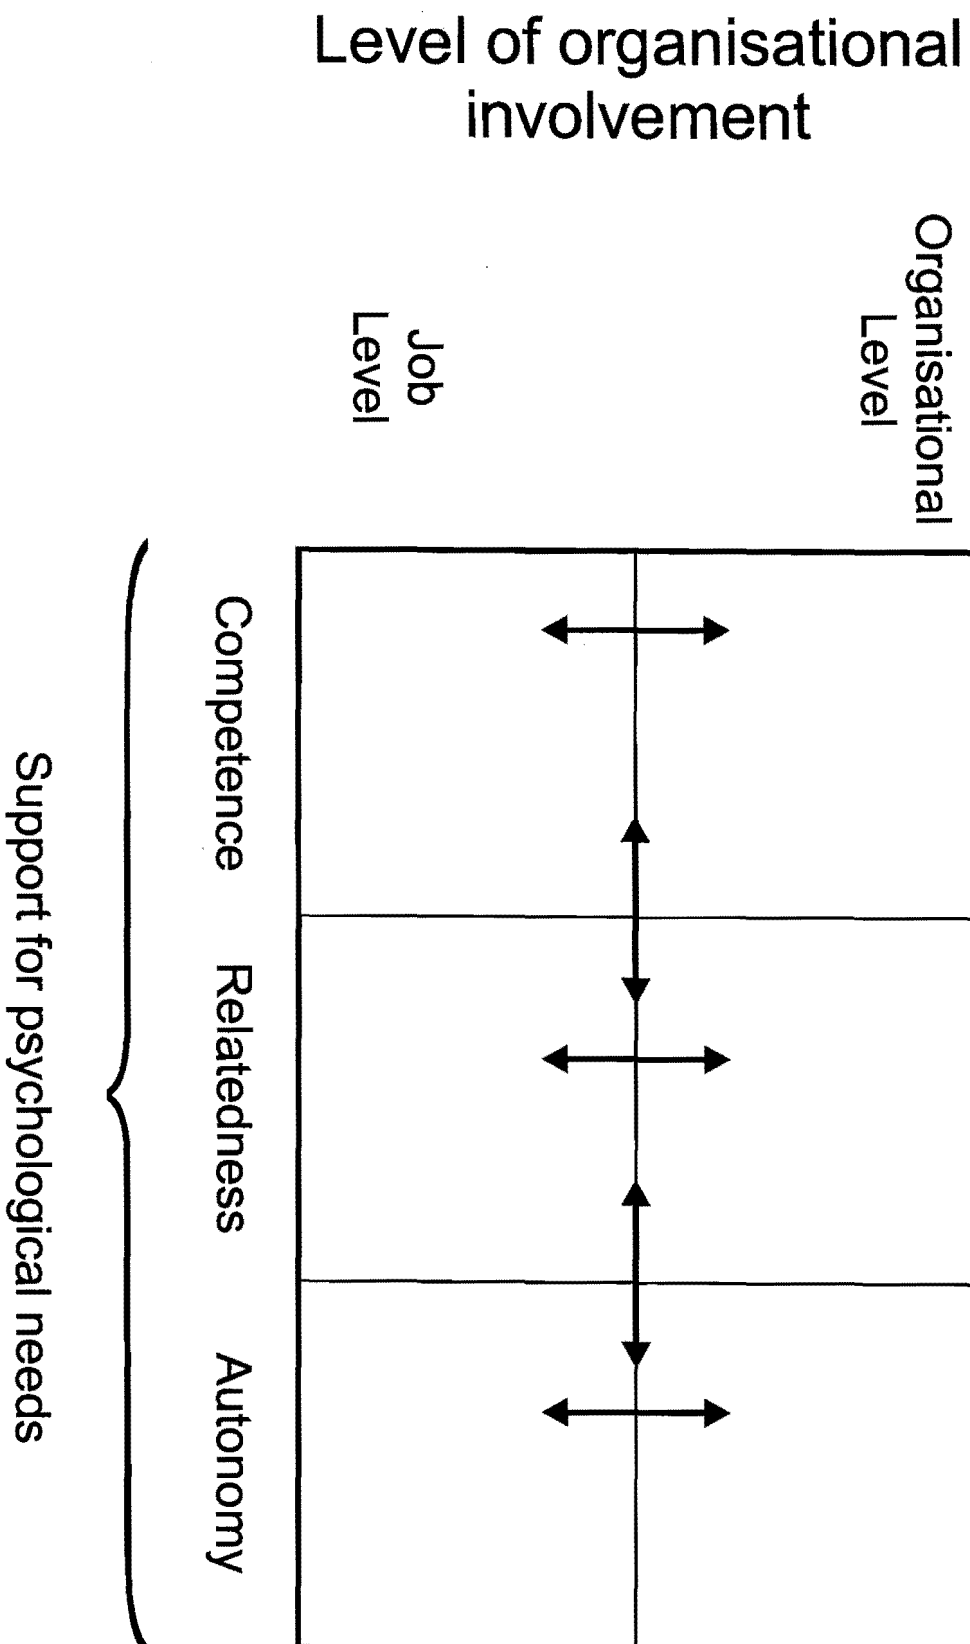 Level of organisational
involvement
Organisational
Level
Job
Level
Competence
Relatedness
Autonomy
Support for psychological needs